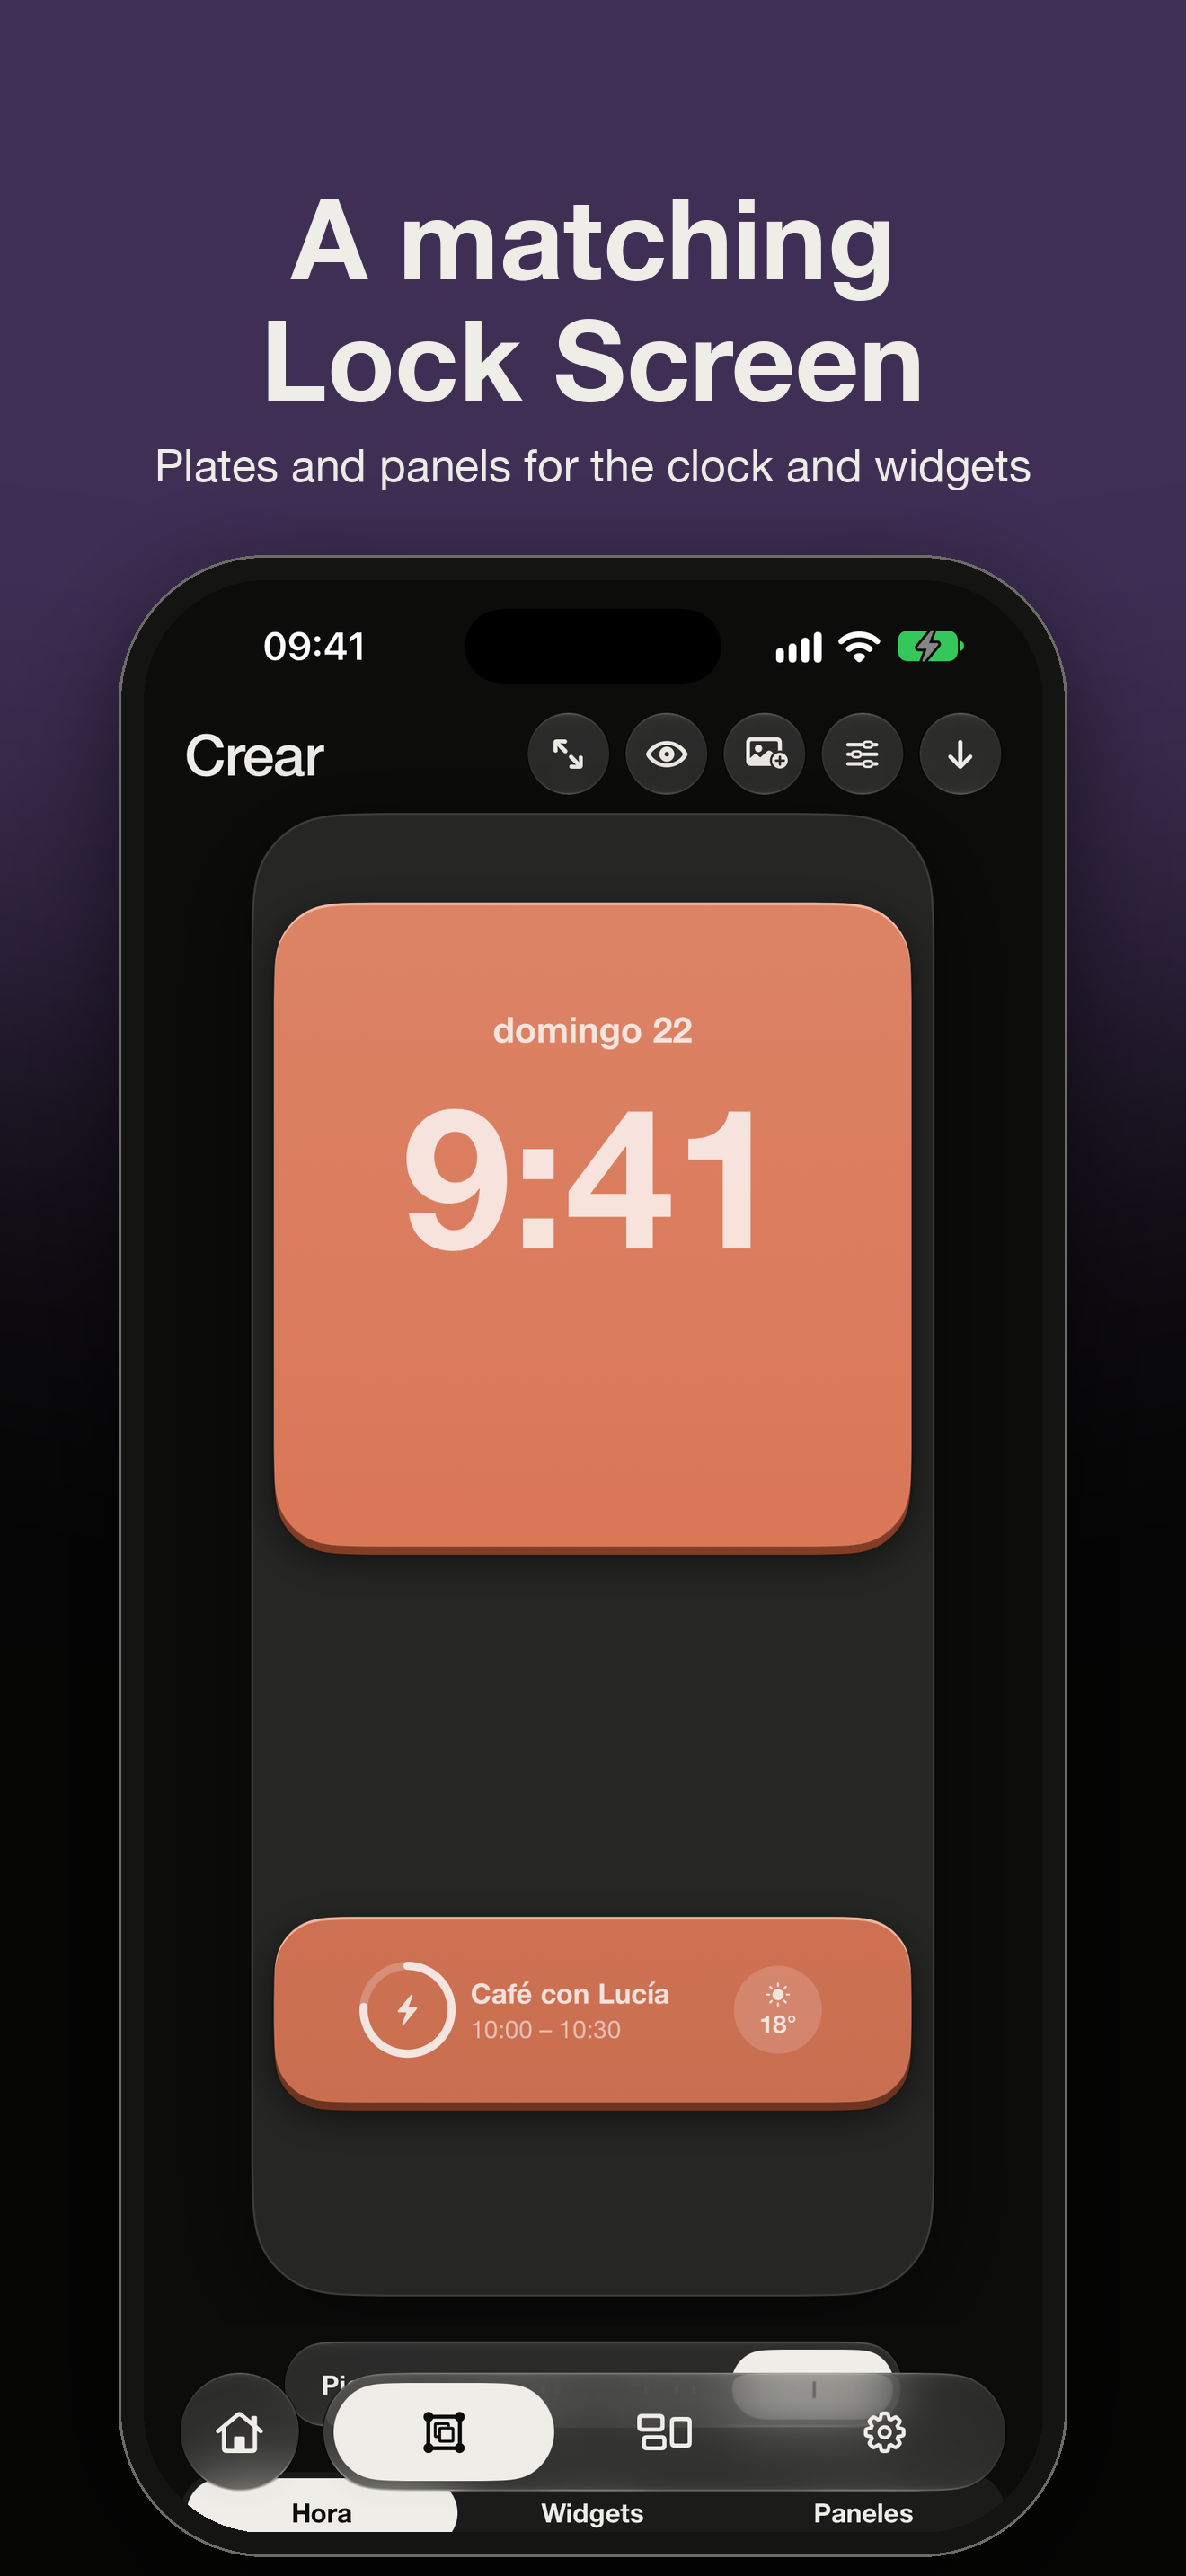 A matching
Lock Screen
Plates and panels for the clock and widgets
09:41
Crear
domingo 22
9:41
Café con Lucía
10:00 – 10:30
18°
Hora
Widgets
Paneles